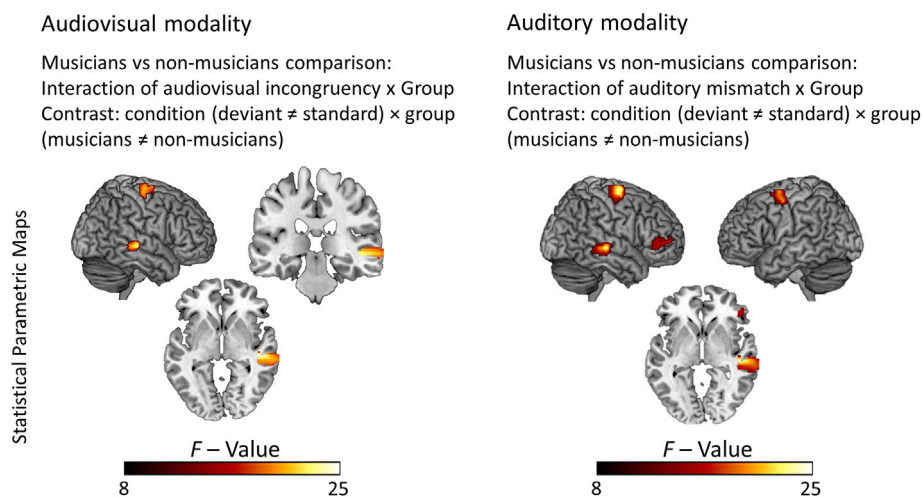 Audiovisual modality
Musicians vs non-musicians comparison:
Interaction of audiovisual incongruency x Group
Contrast: condition (deviant ≠ standard) × group
(musicians ≠ non-musicians)
Auditory modality
Musicians vs non-musicians comparison:
Interaction of auditory mismatch x Group
Contrast: condition (deviant ≠ standard) × group
(musicians ≠ non-musicians)
Statistical Parametric Maps
F – Value
8 25
F – Value
8 25